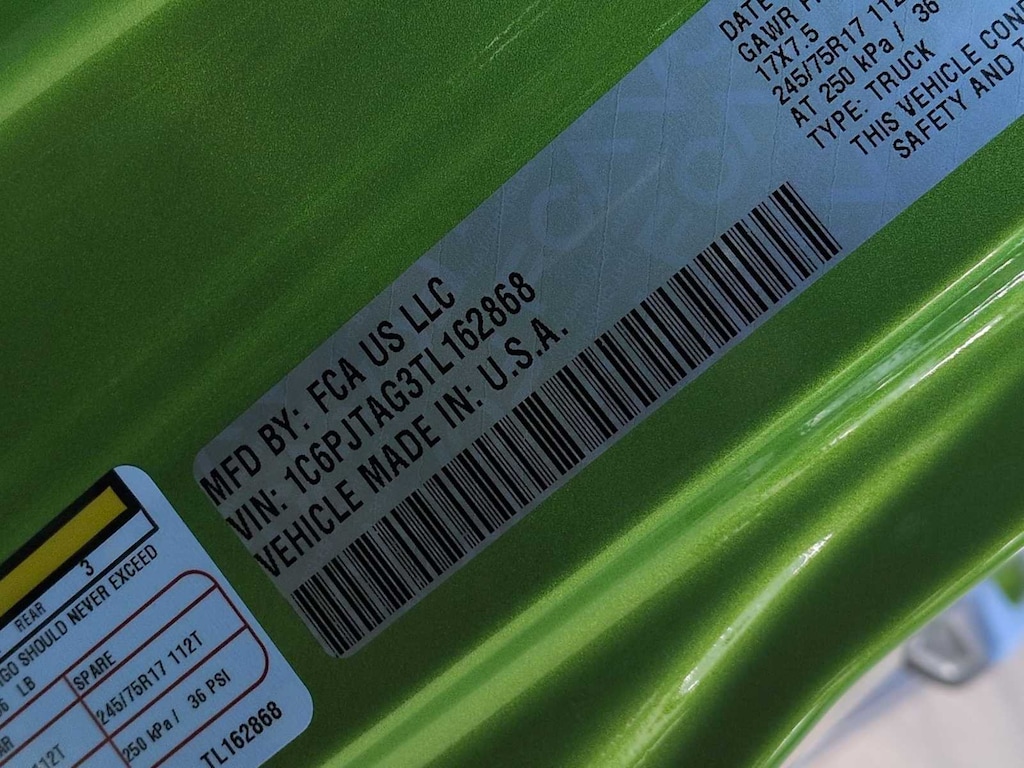 DATE
GAWR
17X7.5
245/75R17 112
AT 250 kPa / 36
TYPE: TRUCK
THIS VEHICLE CON
SAFETY AND T
MFD BY: FCA US LLC
VIN: 1C6PJTAG3TL162868
VEHICLE MADE IN: U.S.A.
3
REAR
GO SHOULD NEVER EXCEED
LB
SPARE
245/75R17 112T
112T
250 kPa / 36 PSI
TL162868